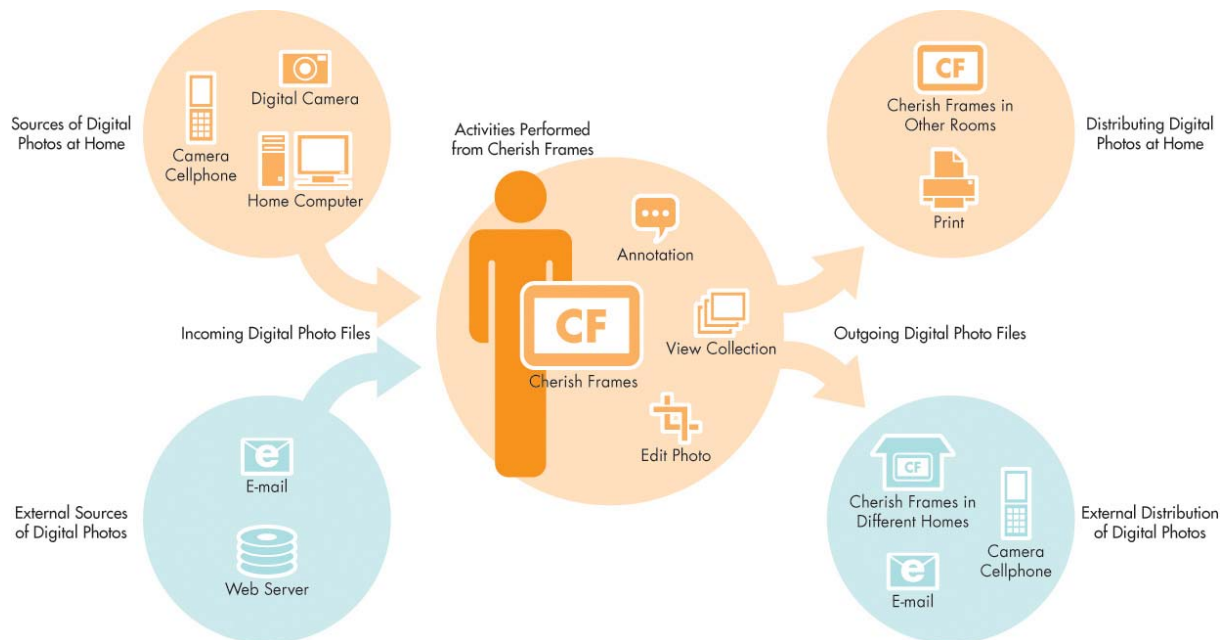 Sources of Digital
Photos at Home
Digital Camera
Camera
Cellphone
Home Computer
Incoming Digital Photo Files
External Sources
of Digital Photos
E-mail
Web Server
Activities Performed
from Cherish Frames
Annotation
CF
Cherish Frames
View Collection
Edit Photo
CF
Cherish Frames in
Other Rooms
Print
Distributing Digital
Photos at Home
Outgoing Digital Photo Files
CF
Cherish Frames in
Different Homes
Camera
Cellphone
E-mail
External Distribution
of Digital Photos